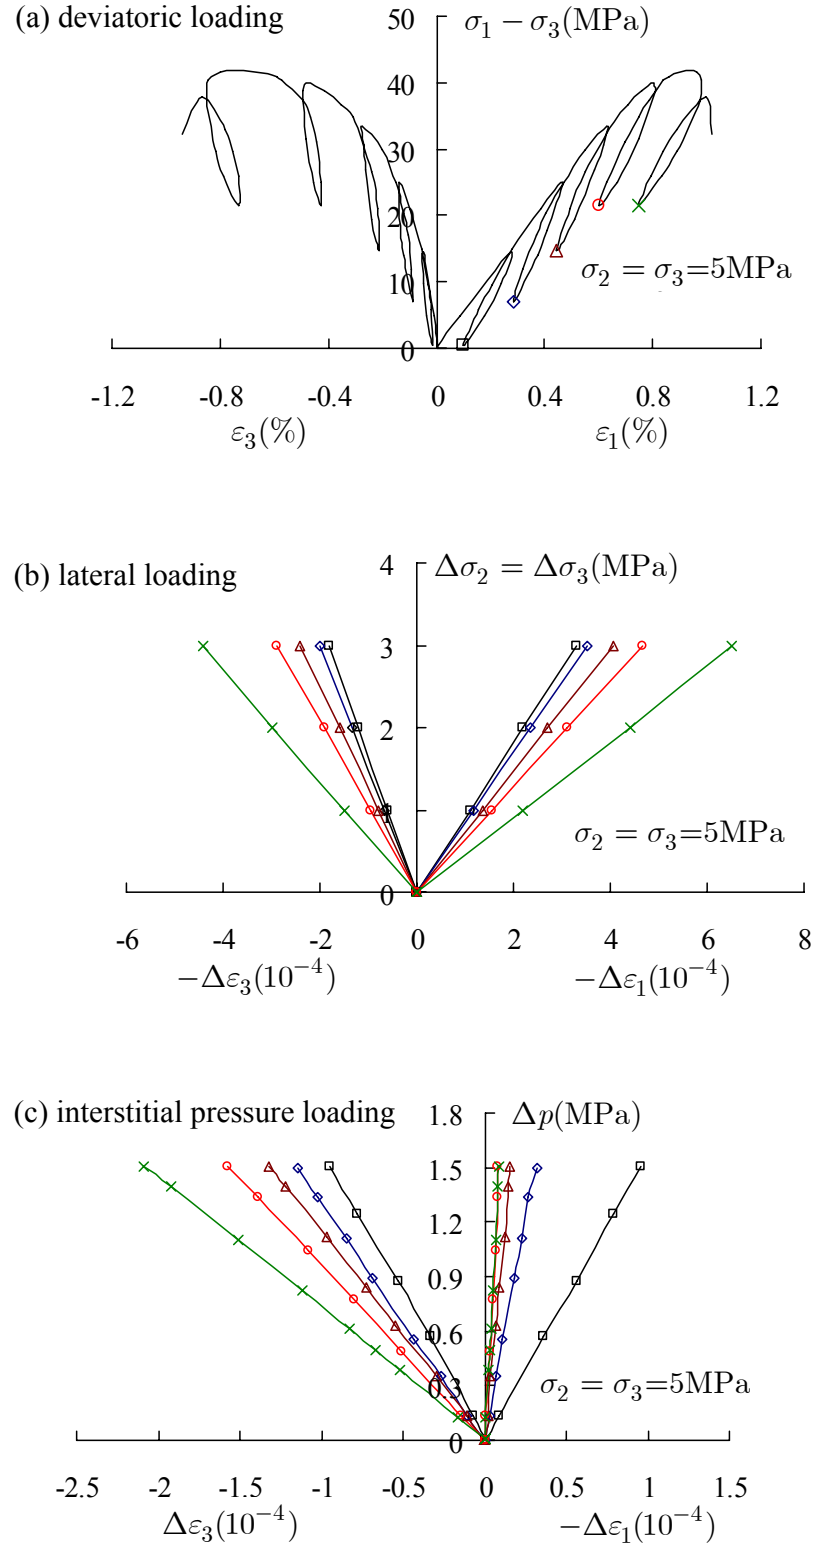 (a) deviatoric loading
σ₁ − σ₃(MPa)
50
40
30
20
10
0
σ₂ = σ₃=5MPa
-1.2 -0.8 -0.4 0 0.4 0.8 1.2
ε₃(%) ε₁(%)
(b) lateral loading
Δσ₂ = Δσ₃(MPa)
4
3
2
1
0
σ₂ = σ₃=5MPa
-6 -4 -2 0 2 4 6 8
−Δε₃(10⁻⁴) −Δε₁(10⁻⁴)
(c) interstitial pressure loading
Δp(MPa)
1.8
1.5
1.2
0.9
0.6
0.3
0
σ₂ = σ₃=5MPa
-2.5 -2 -1.5 -1 -0.5 0 0.5 1 1.5
Δε₃(10⁻⁴) −Δε₁(10⁻⁴)